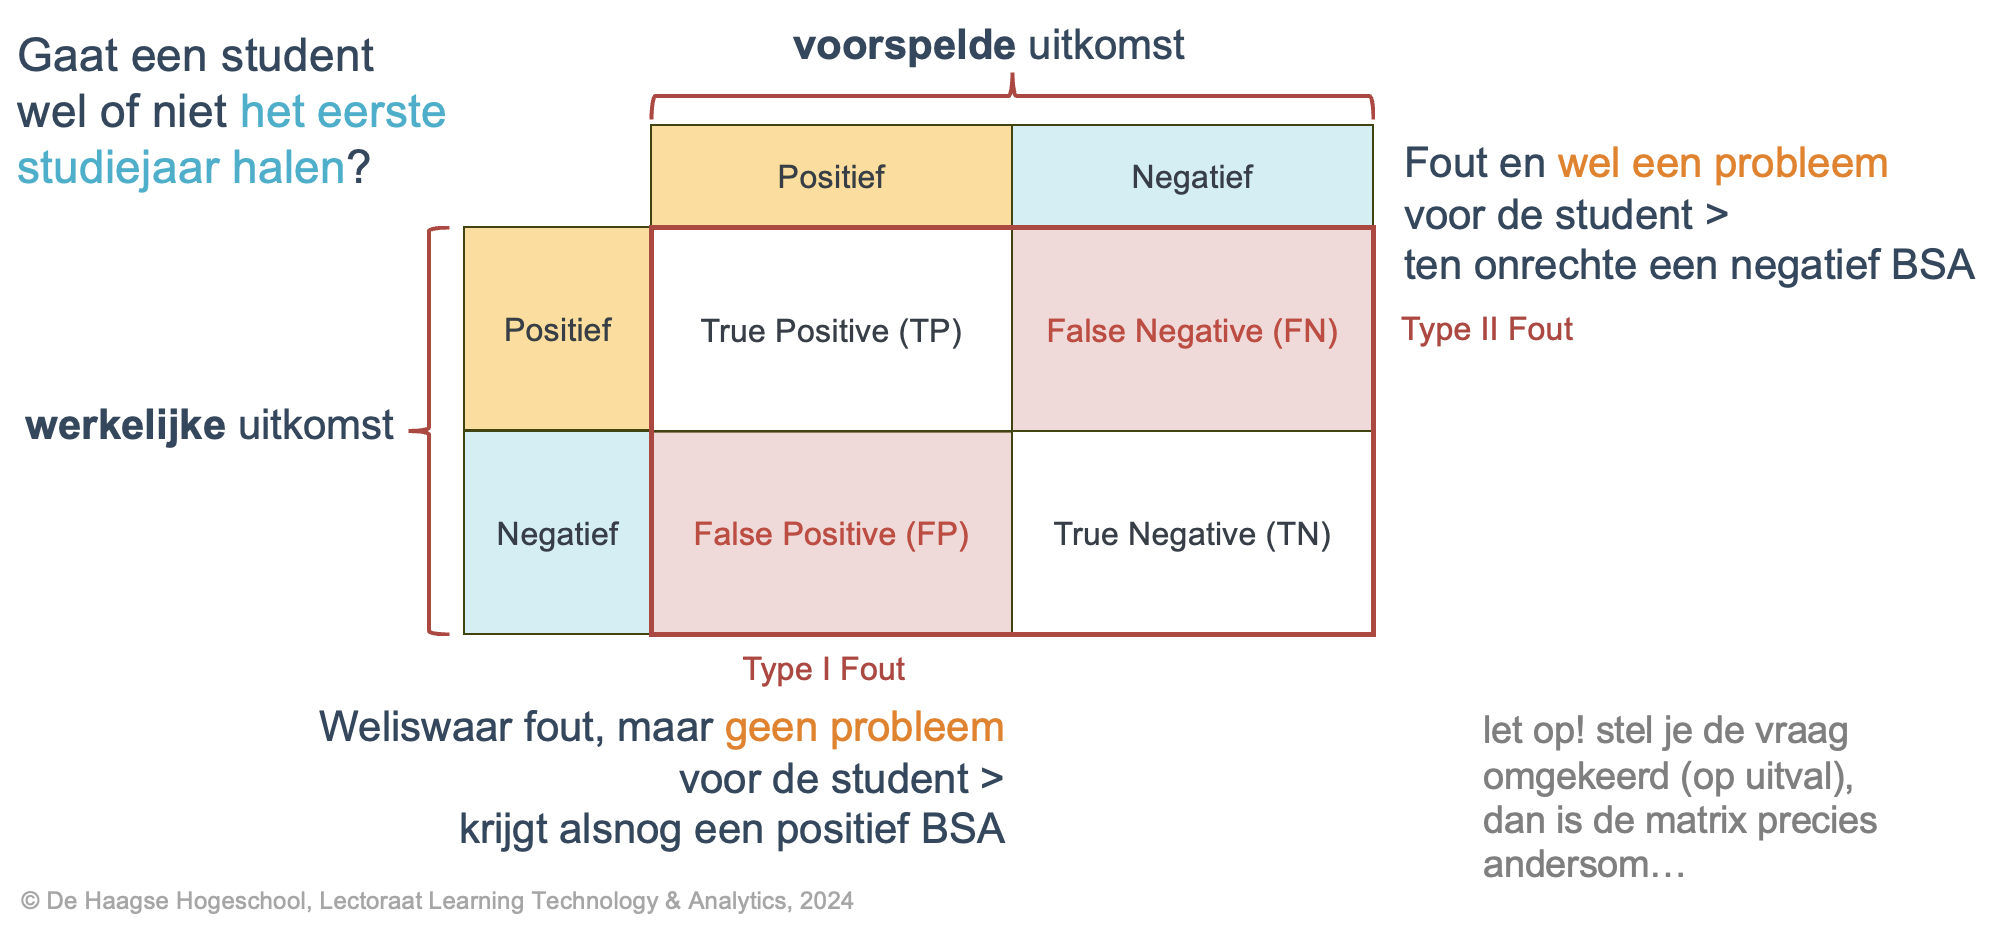 Gaat een student
wel of niet het eerste
studiejaar halen?
voorspelde uitkomst
Positief
Negatief
Fout en wel een probleem
voor de student >
ten onrechte een negatief BSA
Type II Fout
werkelijke uitkomst
Positief
True Positive (TP)
False Negative (FN)
Negatief
False Positive (FP)
True Negative (TN)
Type I Fout
Weliswaar fout, maar geen probleem
voor de student >
krijgt alsnog een positief BSA
let op! stel je de vraag
omgekeerd (op uitval),
dan is de matrix precies
andersom…
© De Haagse Hogeschool, Lectoraat Learning Technology & Analytics, 2024